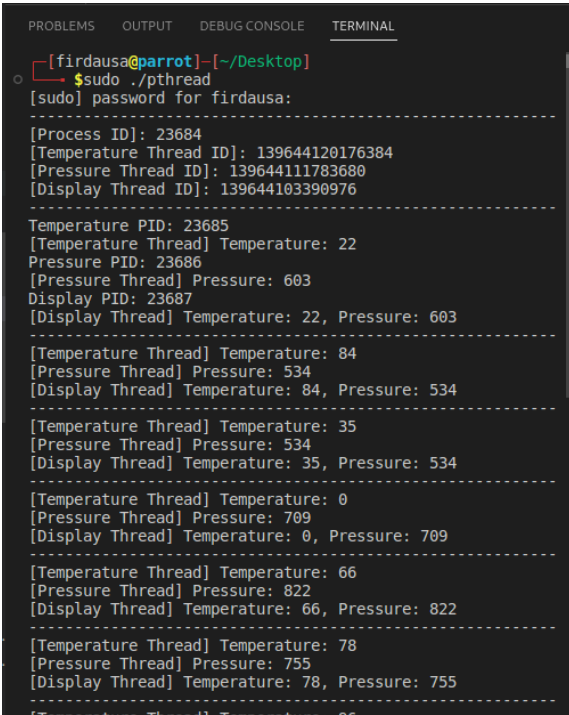 PROBLEMS OUTPUT DEBUG CONSOLE TERMINAL
[firdausa@parrot]-[~/Desktop]
$sudo ./pthread
[sudo] password for firdausa:
----------------------------------------------------------
[Process ID]: 23684
[Temperature Thread ID]: 139644120176384
[Pressure Thread ID]: 139644111783680
[Display Thread ID]: 139644103390976
----------------------------------------------------------
Temperature PID: 23685
[Temperature Thread] Temperature: 22
Pressure PID: 23686
[Pressure Thread] Pressure: 603
Display PID: 23687
[Display Thread] Temperature: 22, Pressure: 603
----------------------------------------------------------
[Temperature Thread] Temperature: 84
[Pressure Thread] Pressure: 534
[Display Thread] Temperature: 84, Pressure: 534
----------------------------------------------------------
[Temperature Thread] Temperature: 35
[Pressure Thread] Pressure: 534
[Display Thread] Temperature: 35, Pressure: 534
----------------------------------------------------------
[Temperature Thread] Temperature: 0
[Pressure Thread] Pressure: 709
[Display Thread] Temperature: 0, Pressure: 709
----------------------------------------------------------
[Temperature Thread] Temperature: 66
[Pressure Thread] Pressure: 822
[Display Thread] Temperature: 66, Pressure: 822
----------------------------------------------------------
[Temperature Thread] Temperature: 78
[Pressure Thread] Pressure: 755
[Display Thread] Temperature: 78, Pressure: 755
----------------------------------------------------------